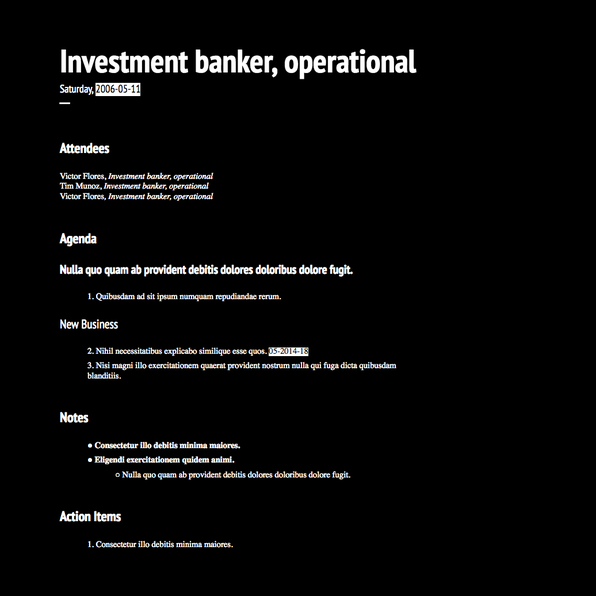 Investment banker, operational
Saturday, 2006-05-11
Attendees
Victor Flores, Investment banker, operational
Tim Munoz, Investment banker, operational
Victor Flores, Investment banker, operational
Agenda
Nulla quo quam ab provident debitis dolores doloribus dolore fugit.
1. Quibusdam ad sit ipsum numquam repudiandae rerum.
New Business
2. Nihil necessitatibus explicabo similique esse quos. 05-2014-18
3. Nisi magni illo exercitationem quaerat provident nostrum nulla qui fuga dicta quibusdam
blanditiis.
Notes
● Consectetur illo debitis minima maiores.
● Eligendi exercitationem quidem animi.
○ Nulla quo quam ab provident debitis dolores doloribus dolore fugit.
Action Items
1. Consectetur illo debitis minima maiores.